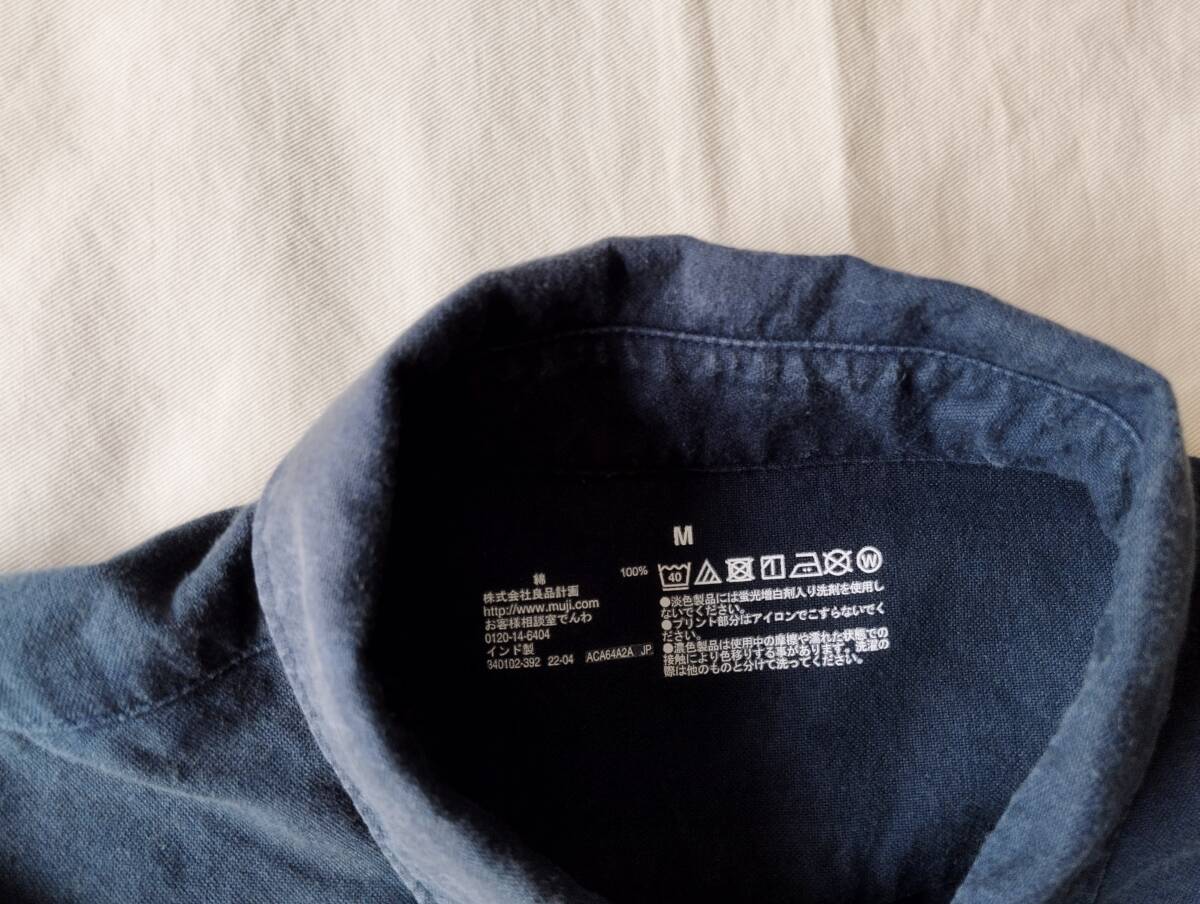 M
綿 100%
株式会社良品計画
http://www.muji.com
お客様相談室でんわ
0120-14-6404
インド製
340102-392 22-04 ACA64A2A JP
40
W
●淡色製品には蛍光増白剤入り洗剤を使用し
ないでください。
●プリント部分はアイロンでこすらないでく
ださい。
●濃色製品は使用中の摩擦や濡れた状態での
接触により色移りする事があります。洗濯の
際は他のものと分けて洗ってください。